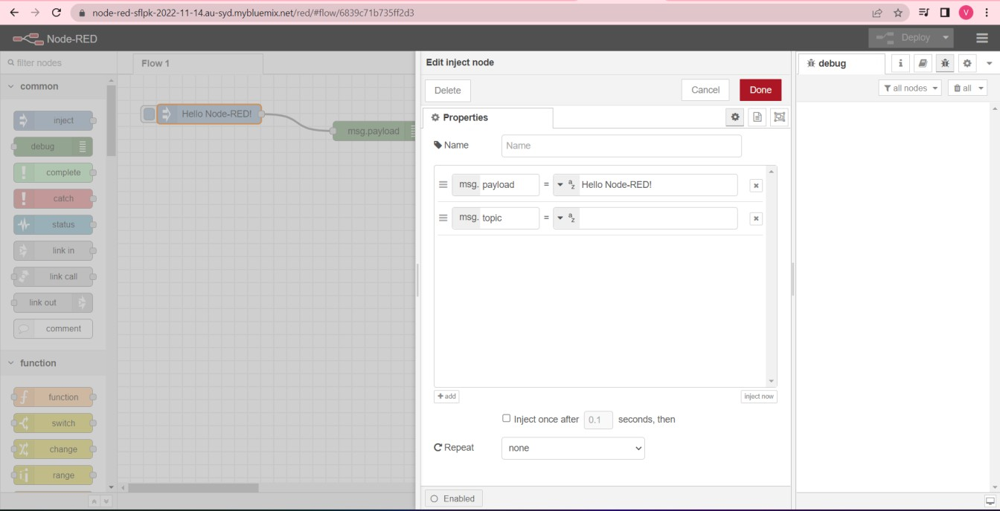 node-red-sflpk-2022-11-14.au-syd.mybluemix.net/red/#flow/6839c71b735ff2d3
V
Node-RED
Deploy
filter nodes
Flow 1
Edit inject node
debug
i
Delete
Cancel
Done
all nodes
all
common
inject
debug
complete
catch
status
link in
link call
link out
comment
function
function
switch
change
range
Hello Node-RED!
msg.payload
Properties
Name
Name
msg. payload = az Hello Node-RED!
msg. topic = az
add
inject now
Inject once after 0.1 seconds, then
Repeat none
Enabled